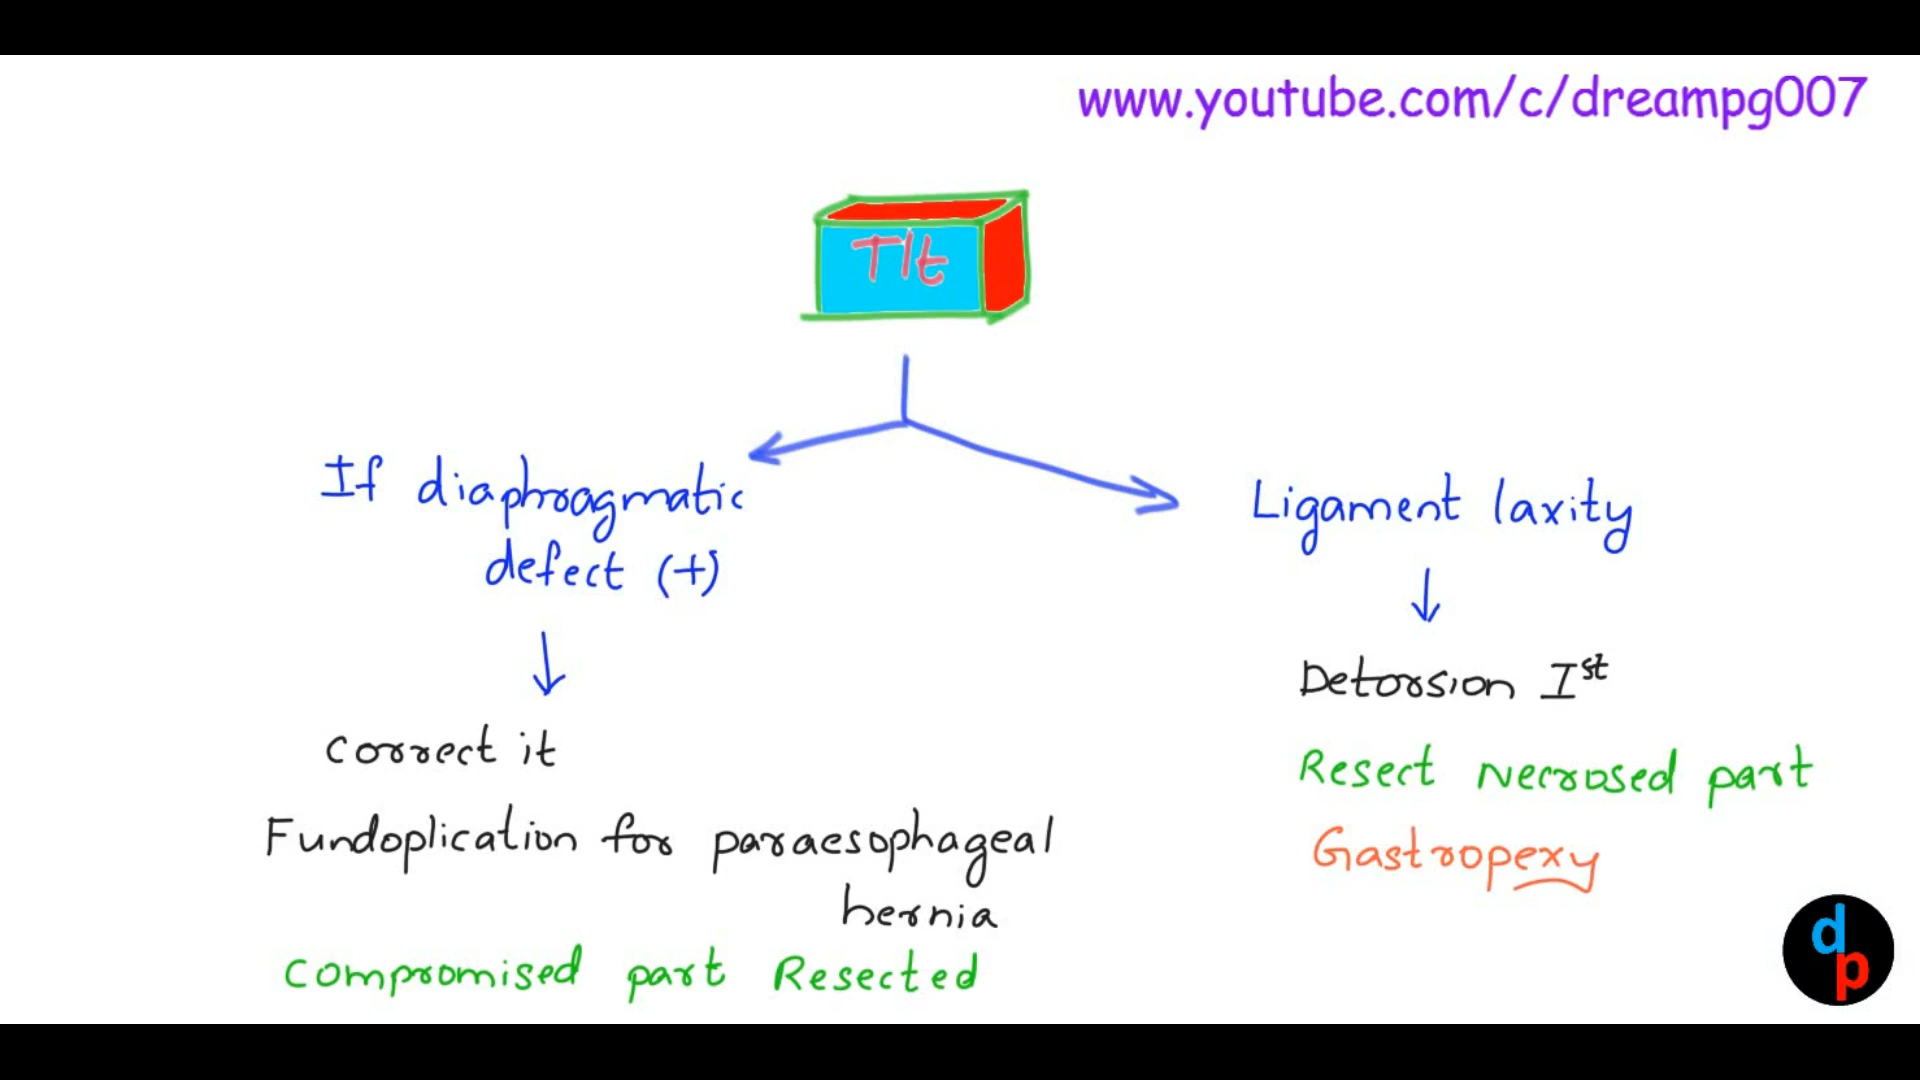 www.youtube.com/c/dreampg007
T/t
If diaphragmatic
defect (+)
Correct it
Fundoplication for paraesophageal
hernia
Compromised part Resected
Ligament laxity
Detorsion Ist
Resect Necrosed part
Gastropexy
dp